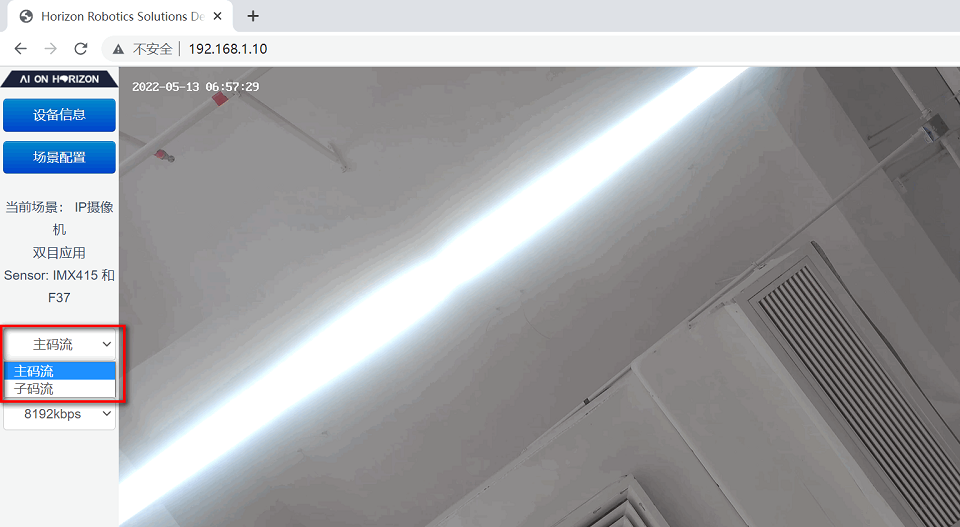 Horizon Robotics Solutions De
不安全
192.168.1.10
AI ON HORIZON
2022-05-13 06:57:29
设备信息
场景配置
当前场景： IP摄像
机
双目应用
Sensor: IMX415 和
F37
主码流
主码流
子码流
8192kbps